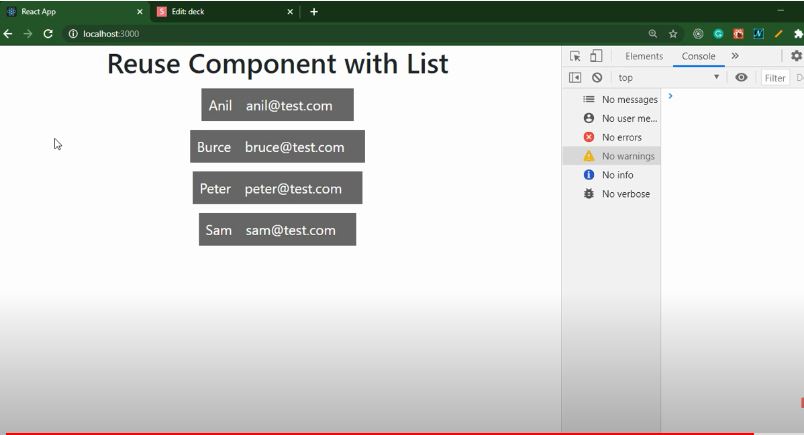 React App
S Edit: deck
localhost:3000
Reuse Component with List
Anil anil@test.com
Burce bruce@test.com
Peter peter@test.com
Sam sam@test.com
Elements Console
top Filter
No messages
No user me...
No errors
No warnings
No info
No verbose